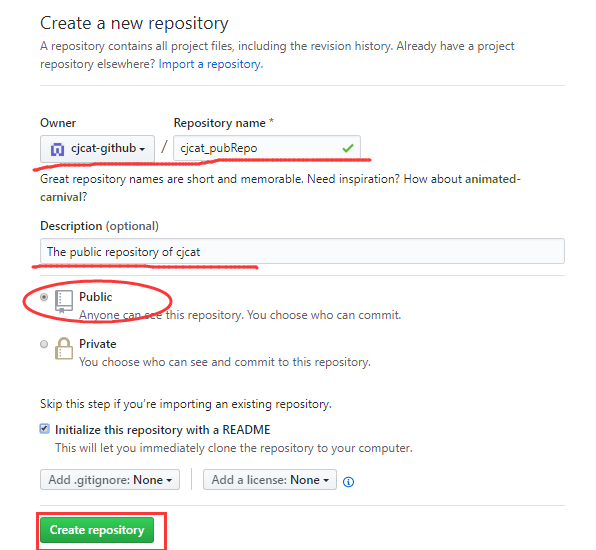 Create a new repository
A repository contains all project files, including the revision history. Already have a project
repository elsewhere? Import a repository.
Owner
Repository name *
cjcat-github / cjcat_pubRepo
Great repository names are short and memorable. Need inspiration? How about animated-
carnival?
Description (optional)
The public repository of cjcat
Public
Anyone can see this repository. You choose who can commit.
Private
You choose who can see and commit to this repository.
Skip this step if you're importing an existing repository.
Initialize this repository with a README
This will let you immediately clone the repository to your computer.
Add .gitignore: None
Add a license: None
Create repository